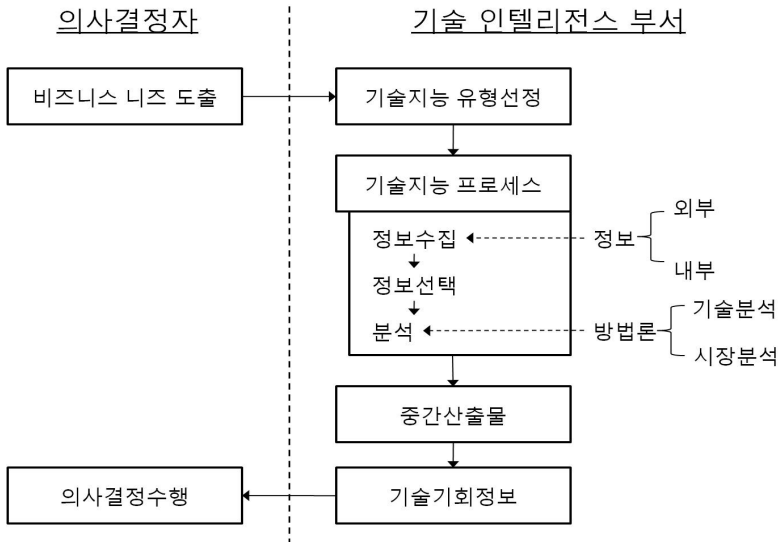 의사결정자
기술 인텔리전스 부서
비즈니스 니즈 도출
기술지능 유형선정
기술지능 프로세스
외부
정보수집
정보
내부
정보선택
기술분석
분석
방법론
시장분석
중간산출물
의사결정수행
기술기회정보